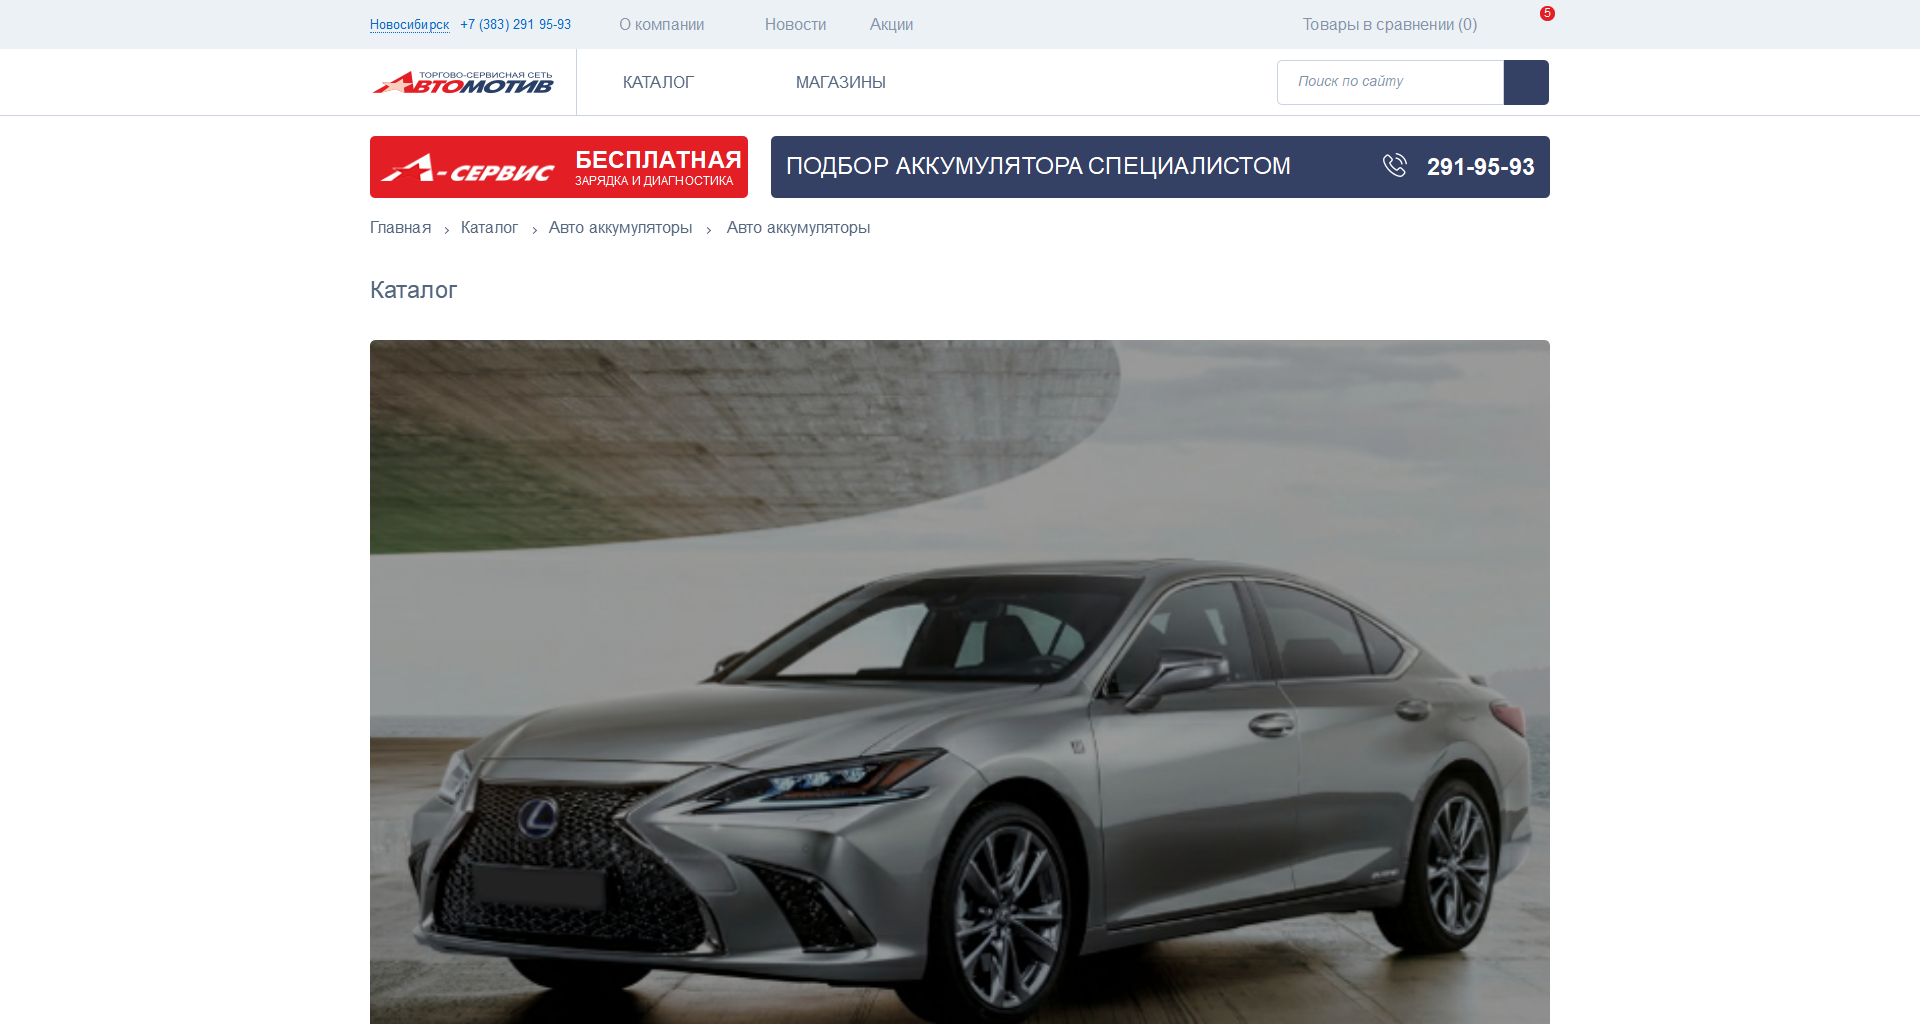 Новосибирск +7 (383) 291 95-93 О компании Новости Акции Товары в сравнении (0) 5
ТОРГОВО-СЕРВИСНАЯ СЕТЬ
АВТОМОТИВ
КАТАЛОГ МАГАЗИНЫ Поиск по сайту
А-СЕРВИС
БЕСПЛАТНАЯ
ЗАРЯДКА И ДИАГНОСТИКА
ПОДБОР АККУМУЛЯТОРА СПЕЦИАЛИСТОМ 291-95-93
Главная › Каталог › Авто аккумуляторы › Авто аккумуляторы
Каталог